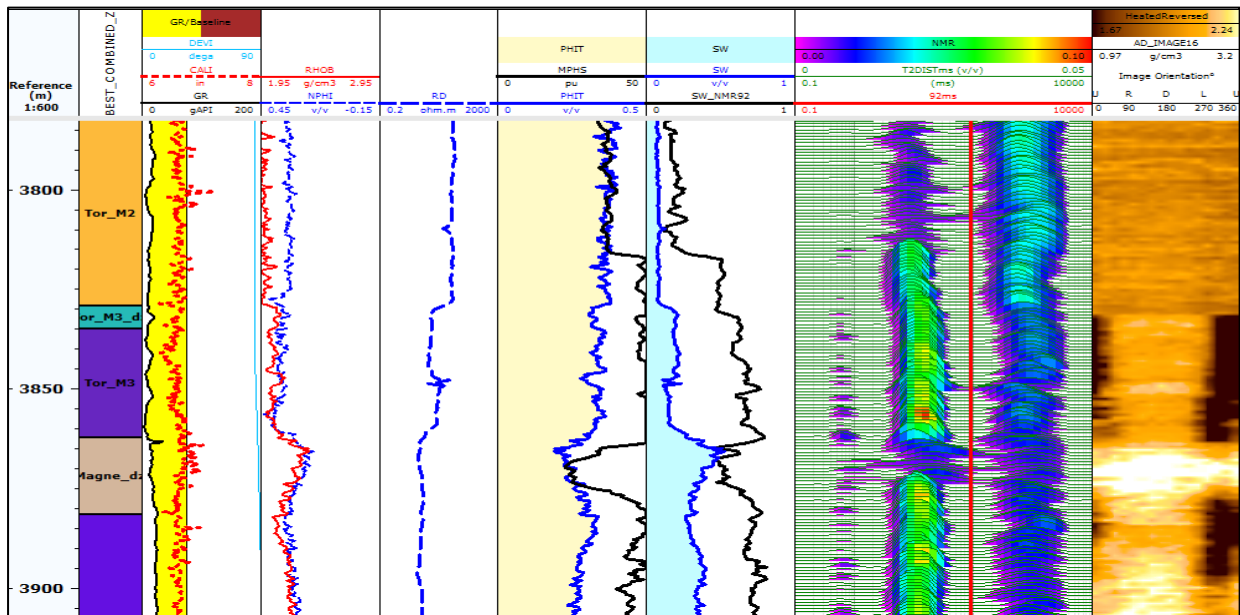 GR/Baseline
HeatedReversed
1.67 2.24
DEVI
0 dega 90
PHIT
SW
NMR
0.00 0.10
AD_IMAGE16
0.97 g/cm3 3.2
CALI
6 in 8
RHOB
1.95 g/cm3 2.95
MPHS
0 pu 50
SW
0 v/v 1
T2DISTms (v/v)
0 0.05
0.1 (ms) 10000
Image Orientation°
Reference
(m)
1:600
BEST_COMBINED_Z
GR
0 gAPI 200
NPHI
0.45 v/v -0.15
RD
0.2 ohm.m 2000
PHIT
0 v/v 0.5
SW_NMR92
0 1
92ms
0.1 10000
U R D L U
0 90 180 270 360
3800
Tor_M2
or_M3_d
3850
Tor_M3
Magne_dz
3900